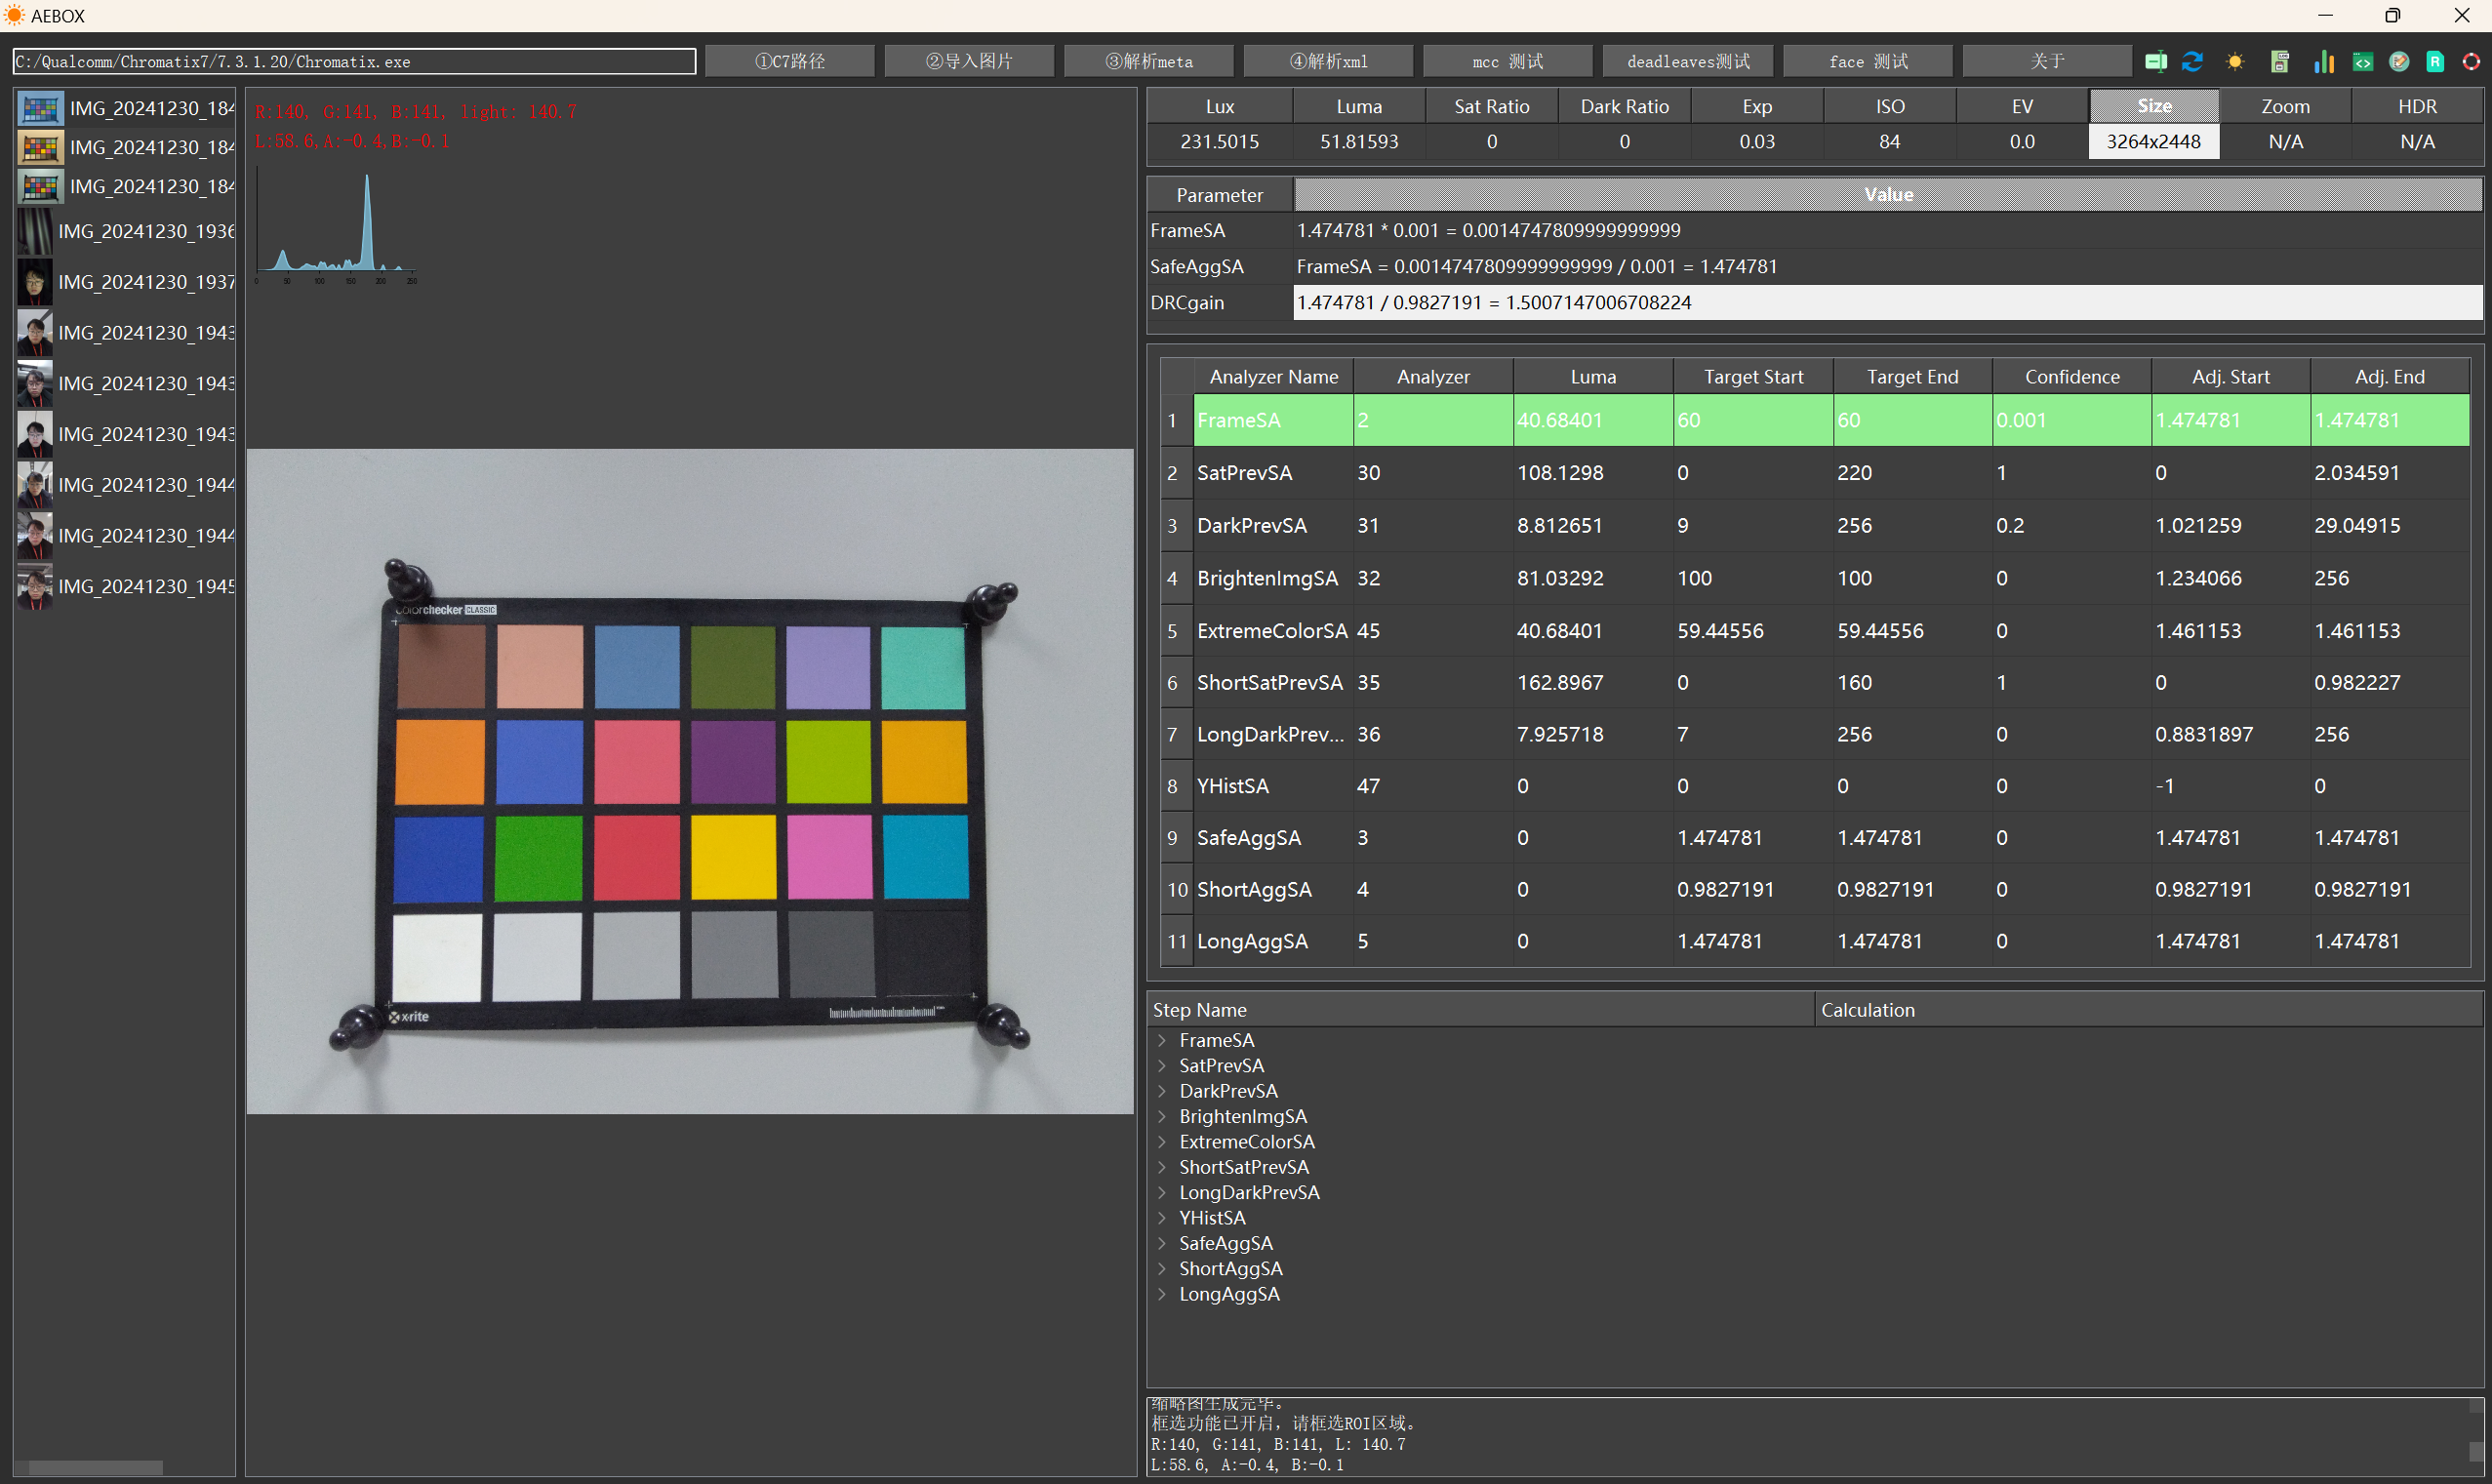 AEBOX
C:/Qualcomm/Chromatix7/7.3.1.20/Chromatix.exe
①C7路径
②导入图片
③解析meta
④解析xml
mcc 测试
deadleaves测试
face 测试
关于
IMG_20241230_184
IMG_20241230_184
IMG_20241230_184
IMG_20241230_1936
IMG_20241230_1937
IMG_20241230_1943
IMG_20241230_1943
IMG_20241230_1943
IMG_20241230_1944
IMG_20241230_1944
IMG_20241230_1945
R:140, G:141, B:141, light: 140.7
L:58.6,A:-0.4,B:-0.1
0 50 100 150 200 250
colorchecker CLASSIC
x-rite
Lux Luma Sat Ratio Dark Ratio Exp ISO EV Size Zoom HDR
231.5015 51.81593 0 0 0.03 84 0.0 3264x2448 N/A N/A
Parameter Value
FrameSA 1.474781 * 0.001 = 0.0014747809999999999
SafeAggSA FrameSA = 0.0014747809999999999 / 0.001 = 1.474781
DRCgain 1.474781 / 0.9827191 = 1.5007147006708224
Analyzer Name Analyzer Luma Target Start Target End Confidence Adj. Start Adj. End
1 FrameSA 2 40.68401 60 60 0.001 1.474781 1.474781
2 SatPrevSA 30 108.1298 0 220 1 0 2.034591
3 DarkPrevSA 31 8.812651 9 256 0.2 1.021259 29.04915
4 BrightenImgSA 32 81.03292 100 100 0 1.234066 256
5 ExtremeColorSA 45 40.68401 59.44556 59.44556 0 1.461153 1.461153
6 ShortSatPrevSA 35 162.8967 0 160 1 0 0.982227
7 LongDarkPrev... 36 7.925718 7 256 0 0.8831897 256
8 YHistSA 47 0 0 0 0 -1 0
9 SafeAggSA 3 0 1.474781 1.474781 0 1.474781 1.474781
10 ShortAggSA 4 0 0.9827191 0.9827191 0 0.9827191 0.9827191
11 LongAggSA 5 0 1.474781 1.474781 0 1.474781 1.474781
Step Name Calculation
FrameSA
SatPrevSA
DarkPrevSA
BrightenImgSA
ExtremeColorSA
ShortSatPrevSA
LongDarkPrevSA
YHistSA
SafeAggSA
ShortAggSA
LongAggSA
缩略图生成完毕。
框选功能已开启，请框选ROI区域。
R:140, G:141, B:141, L: 140.7
L:58.6, A:-0.4, B:-0.1